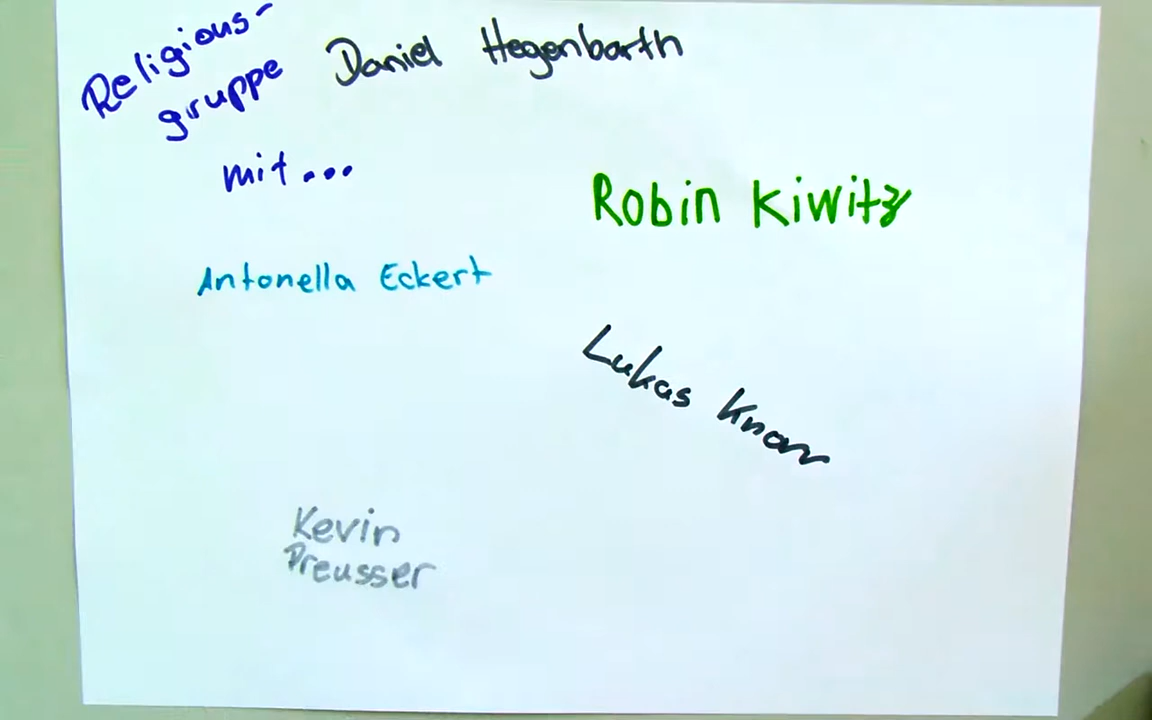 Religious-
gruppe
mit...
Daniel Hegenbarth
Robin Kiwitz
Antonella Eckert
Lukas Knorr
Kevin
Preusser